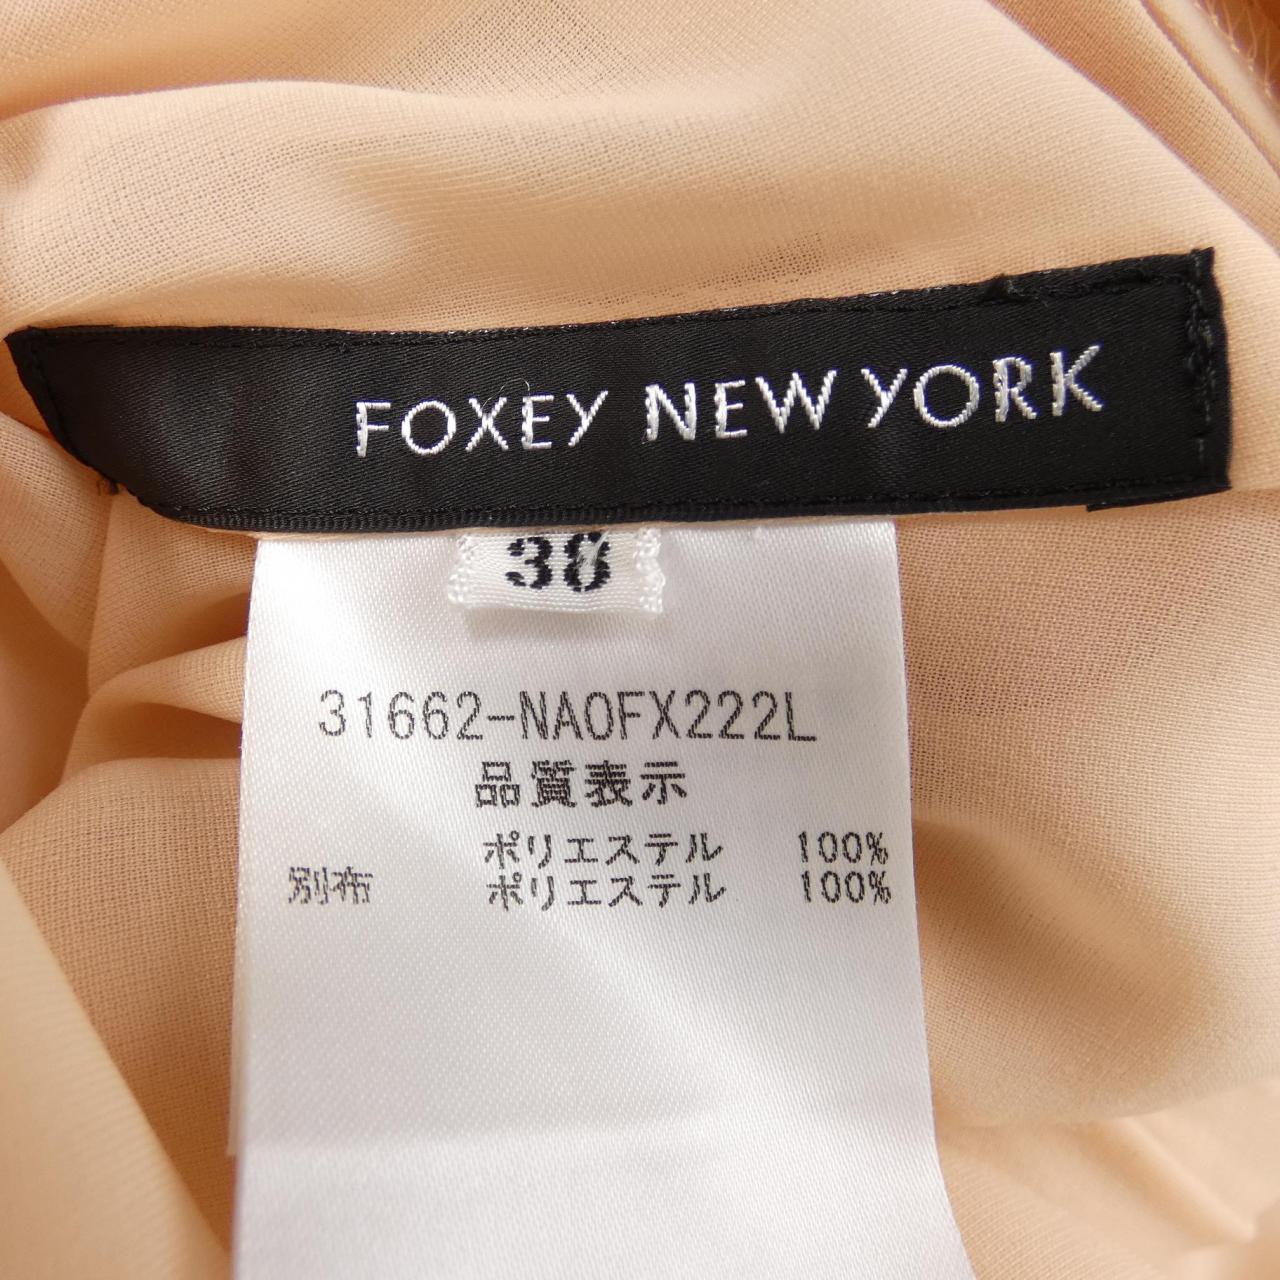 FOXEY NEW YORK
38
31662-NA0FX222L
品質表示
ポリエステル 100%
別布 ポリエステル 100%